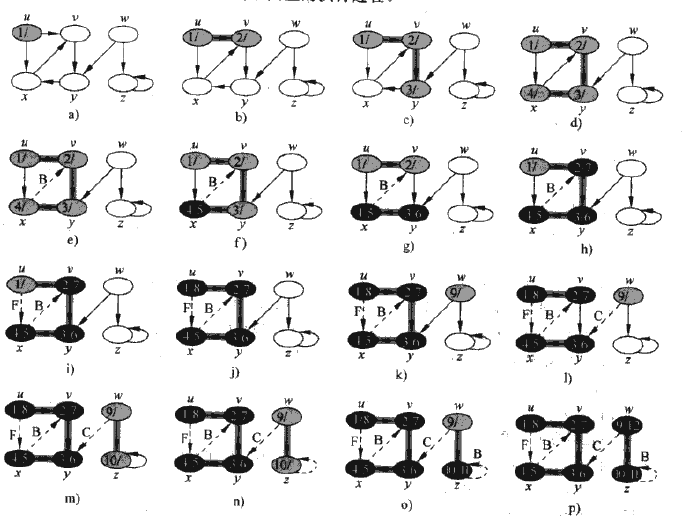 u v w
1/
x y z
a)
u v w
1/ 2/
x y z
b)
u v w
1/ 2/
3/
x y z
c)
u v w
1/ 2/
4/ 3/
x y z
d)
u v w
1/ 2/
B
4/ 3/
x y z
e)
u v w
1/ 2/
B
4/5 3/
x y z
f)
u v w
1/ 2/
B
4/5 3/6
x y z
g)
u v w
1/ 2/7
B
4/5 3/6
x y z
h)
u v w
1/ 2/7
F B
4/5 3/6
x y z
i)
u v w
1/8 2/7
F B
4/5 3/6
x y z
j)
u v w
1/8 2/7 9/
F B
4/5 3/6
x y z
k)
u v w
1/8 2/7 9/
F B C
4/5 3/6
x y z
l)
u v w
1/8 2/7 9/
F B C
4/5 3/6 10/
x y z
m)
u v w
1/8 2/7 9/
F B C
4/5 3/6 10/
x y z
n)
u v w
1/8 2/7 9/
F B C B
4/5 3/6 10/11
x y z
o)
u v w
1/8 2/7 9/12
F B C B
4/5 3/6 10/11
x y z
p)